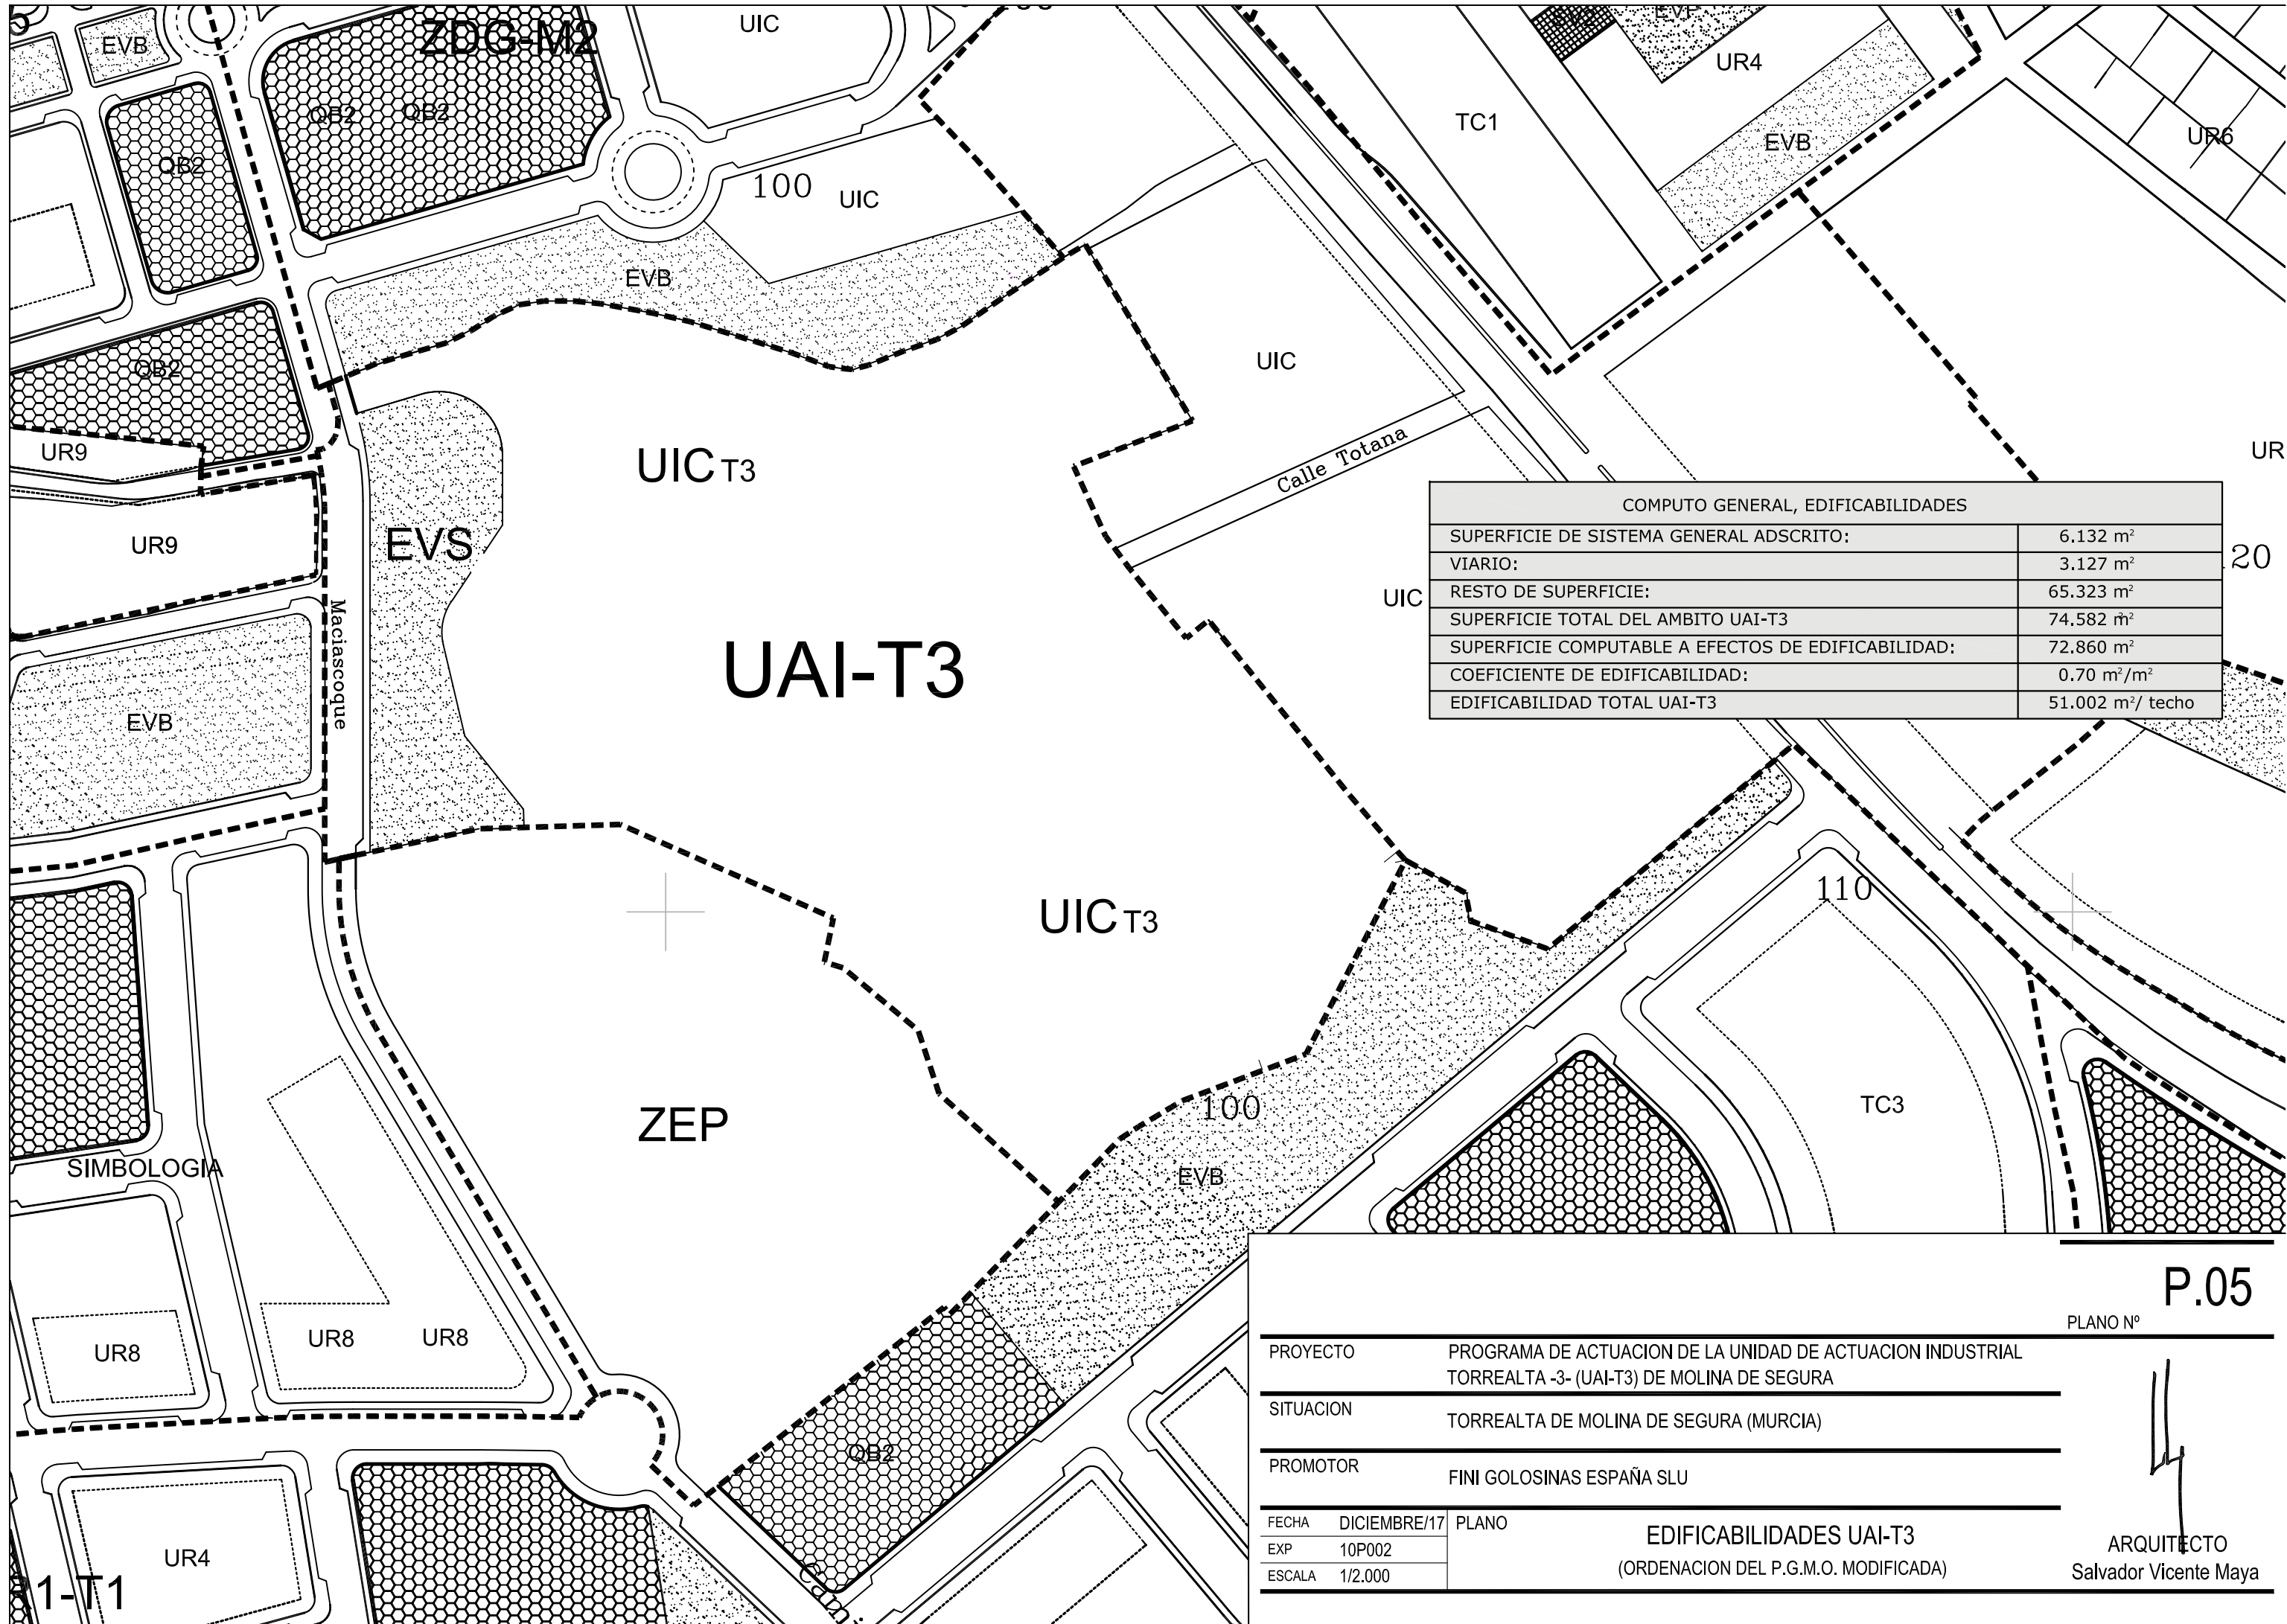 ZDG-M2
UIC
EVB
UR4
EVB
QB2
QB2
QB2
TC1
EVB
UR6
100
UIC
EVB
QB2
UIC
UR9
UIC T3
Calle Totana
UR
EVS
UR9
COMPUTO GENERAL, EDIFICABILIDADES
SUPERFICIE DE SISTEMA GENERAL ADSCRITO: 6.132 m²
VIARIO: 3.127 m²
RESTO DE SUPERFICIE: 65.323 m²
SUPERFICIE TOTAL DEL AMBITO UAI-T3 74.582 m²
SUPERFICIE COMPUTABLE A EFECTOS DE EDIFICABILIDAD: 72.860 m²
COEFICIENTE DE EDIFICABILIDAD: 0.70 m²/m²
EDIFICABILIDAD TOTAL UAI-T3 51.002 m²/ techo
20
UIC
Maciascoque
UAI-T3
EVB
110
UIC T3
100
TC3
ZEP
SIMBOLOGIA
EVB
UR8
UR8
UR8
QB2
UR4
1-T1
P.05
PLANO Nº
PROYECTO PROGRAMA DE ACTUACION DE LA UNIDAD DE ACTUACION INDUSTRIAL
TORREALTA -3- (UAI-T3) DE MOLINA DE SEGURA
SITUACION TORREALTA DE MOLINA DE SEGURA (MURCIA)
PROMOTOR FINI GOLOSINAS ESPAÑA SLU
FECHA DICIEMBRE/17
EXP 10P002
ESCALA 1/2.000
PLANO EDIFICABILIDADES UAI-T3
(ORDENACION DEL P.G.M.O. MODIFICADA)
ARQUITECTO
Salvador Vicente Maya